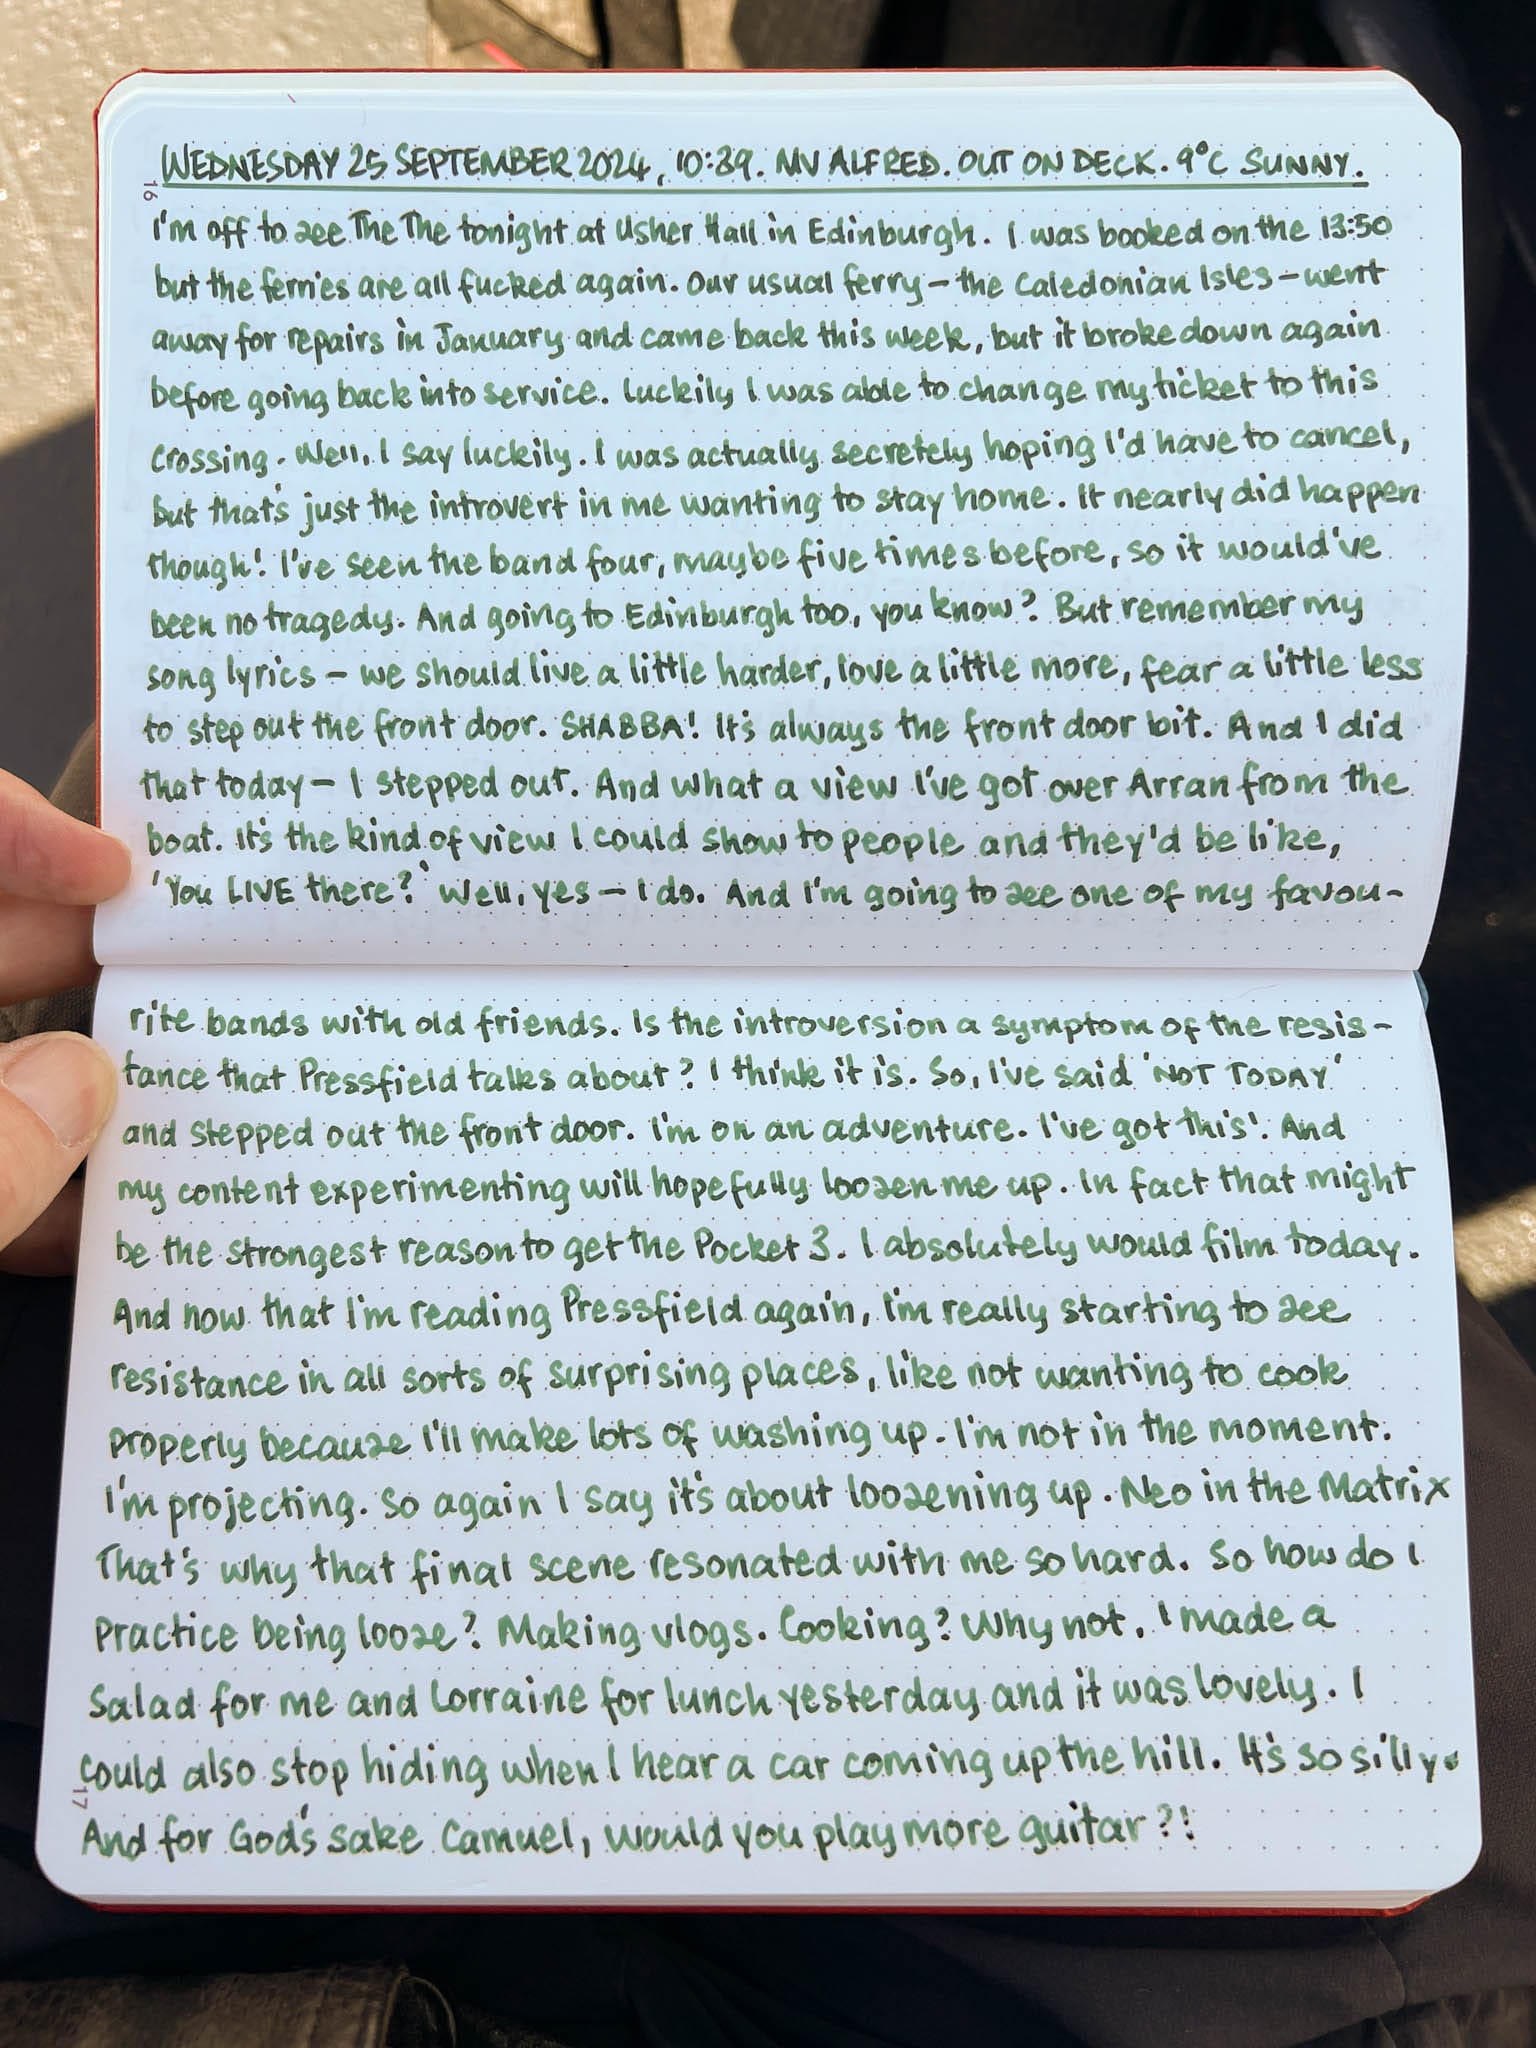 WEDNESDAY 25 SEPTEMBER 2024, 10:39. MV ALFRED. OUT ON DECK. 9°C SUNNY.
16
I'm off to see The The tonight at Usher Hall in Edinburgh. I was booked on the 13:50
but the ferries are all fucked again. Our usual ferry – the Caledonian Isles – went
away for repairs in January and came back this week, but it broke down again
before going back into service. Luckily I was able to change my ticket to this
crossing. Well, I say luckily. I was actually secretely hoping I'd have to cancel,
but that's just the introvert in me wanting to stay home. It nearly did happen
though! I've seen the band four, maybe five times before, so it would've
been no tragedy. And going to Edinburgh too, you know? But remember my
song lyrics – we should live a little harder, love a little more, fear a little less
to step out the front door. SHABBA! It's always the front door bit. And I did
that today – I stepped out. And what a view I've got over Arran from the
boat. It's the kind of view I could show to people and they'd be like,
'You LIVE there?' Well, yes – I do. And I'm going to see one of my favou-
rite bands with old friends. Is the introversion a symptom of the resis-
tance that Pressfield talks about? I think it is. So, I've said 'NOT TODAY'
and stepped out the front door. I'm on an adventure. I've got this! And
my content experimenting will hopefully loosen me up. In fact that might
be the strongest reason to get the Pocket 3. I absolutely would film today.
And now that I'm reading Pressfield again, I'm really starting to see
resistance in all sorts of surprising places, like not wanting to cook
properly because I'll make lots of washing up. I'm not in the moment.
I'm projecting. So again I say it's about loosening up. Neo in the Matrix
That's why that final scene resonated with me so hard. So how do I
practice being loose? Making vlogs. Cooking? Why not. I made a
salad for me and Lorraine for lunch yesterday and it was lovely. I
could also stop hiding when I hear a car coming up the hill. It's so silly.
17
And for God's sake Camuel, would you play more guitar?!